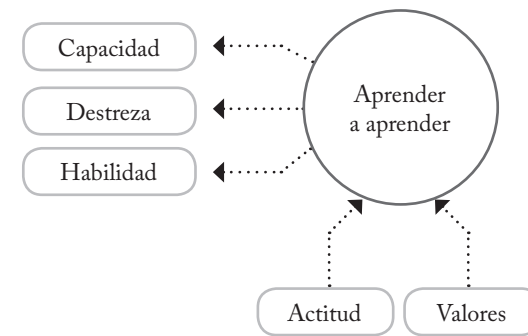 Capacidad
Destreza
Habilidad
Aprender
a aprender
Actitud
Valores